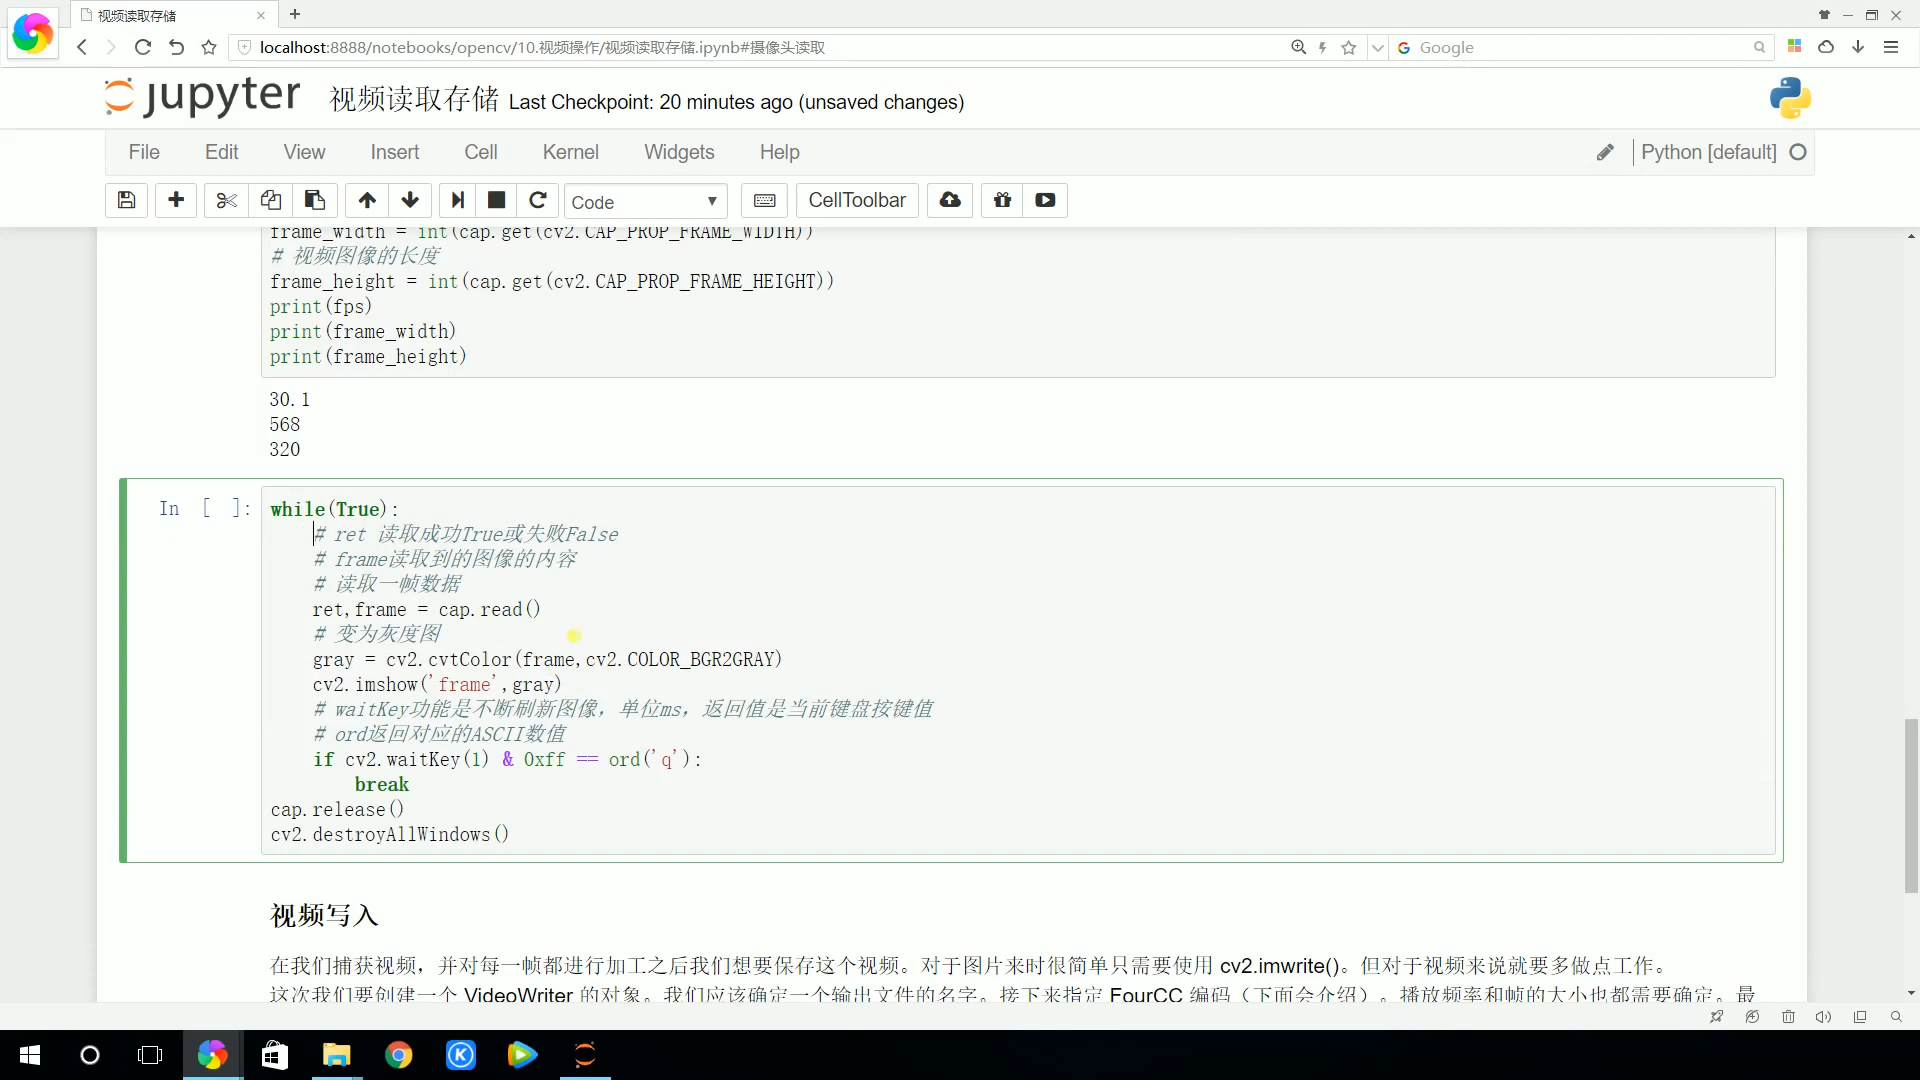 视频读取存储
localhost:8888/notebooks/opencv/10.视频操作/视频读取存储.ipynb#摄像头读取
Google
jupyter
视频读取存储 Last Checkpoint: 20 minutes ago (unsaved changes)
File Edit View Insert Cell Kernel Widgets Help
Python [default]
Code
CellToolbar
frame_width = int(cap.get(cv2.CAP_PROP_FRAME_WIDTH))
# 视频图像的长度
frame_height = int(cap.get(cv2.CAP_PROP_FRAME_HEIGHT))
print(fps)
print(frame_width)
print(frame_height)
30.1
568
320
In [ ]:
while(True):
# ret 读取成功True或失败False
# frame读取到的图像的内容
# 读取一帧数据
ret,frame = cap.read()
# 变为灰度图
gray = cv2.cvtColor(frame,cv2.COLOR_BGR2GRAY)
cv2.imshow('frame',gray)
# waitKey功能是不断刷新图像，单位ms，返回值是当前键盘按键值
# ord返回对应的ASCII数值
if cv2.waitKey(1) & 0xff == ord('q'):
break
cap.release()
cv2.destroyAllWindows()
视频写入
在我们捕获视频，并对每一帧都进行加工之后我们想要保存这个视频。对于图片来时很简单只需要使用 cv2.imwrite()。但对于视频来说就要多做点工作。
这次我们要创建一个 VideoWriter 的对象。我们应该确定一个输出文件的名字。接下来指定 FourCC 编码（下面会介绍）。播放频率和帧的大小也都需要确定。最